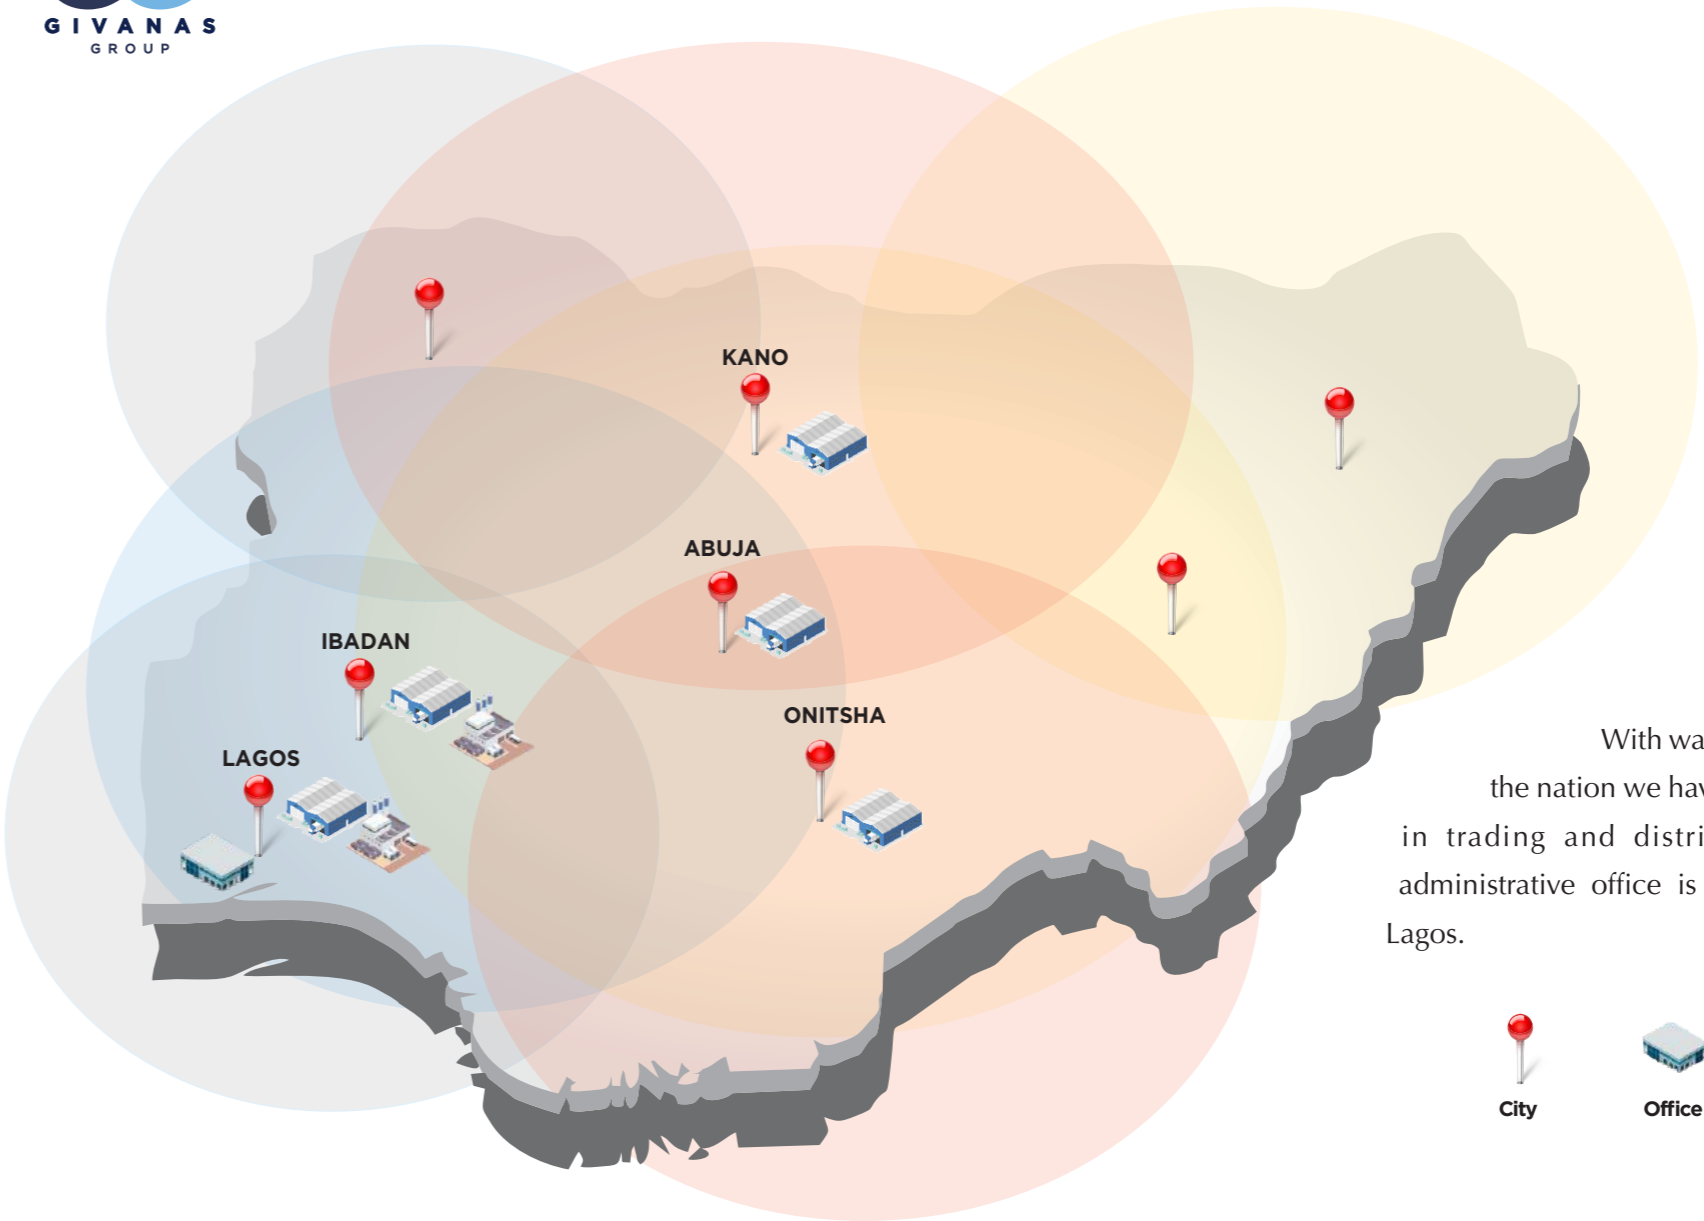 GIVANAS
GROUP
KANO
ABUJA
IBADAN
ONITSHA
LAGOS
With
the nation we
in trading and
administrative office is
Lagos.
City
Office